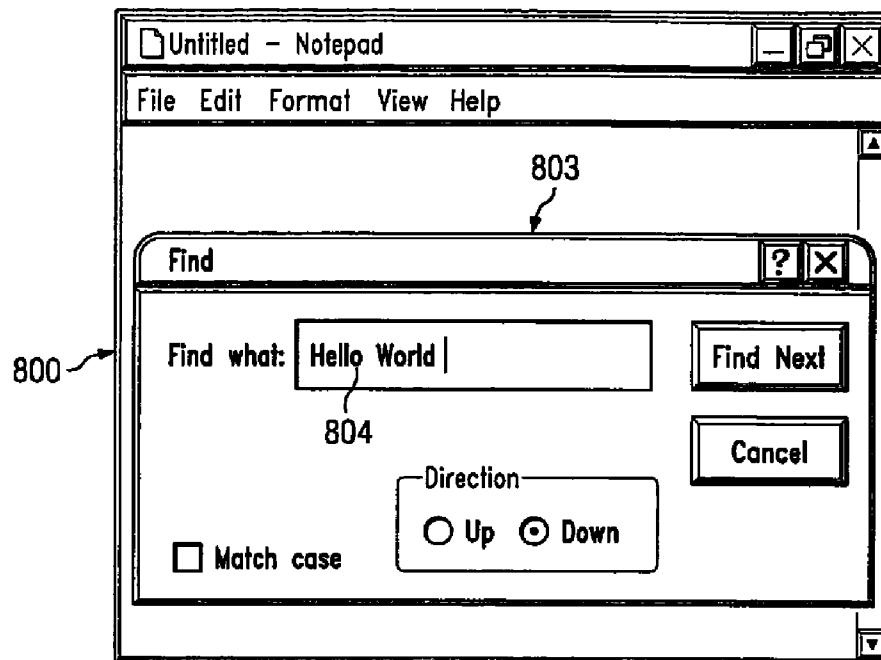 Untitled - Notepad
File Edit Format View Help
803
Find ? X
800
Find what: Hello World
Find Next
804
Cancel
Direction
Up Down
Match case